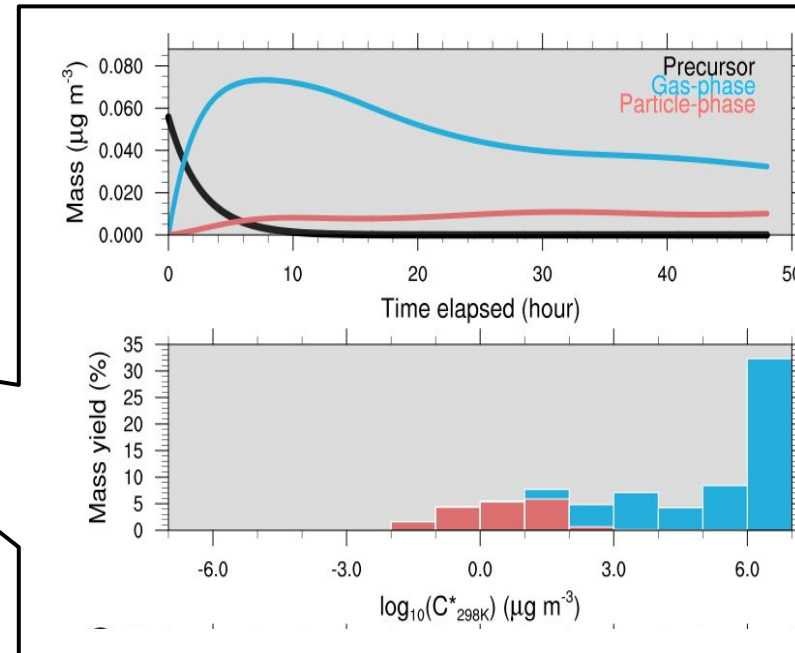 0.080
0.060
0.040
0.020
0.000
Mass (µg m⁻³)
Precursor
Gas-phase
Particle-phase
0 10 20 30 40
Time elapsed (hour)
35
30
25
20
15
10
5
0
Mass yield (%)
-6.0 -3.0 0.0 3.0 6.0
log₁₀(C*₂₉₈K) (µg m⁻³)